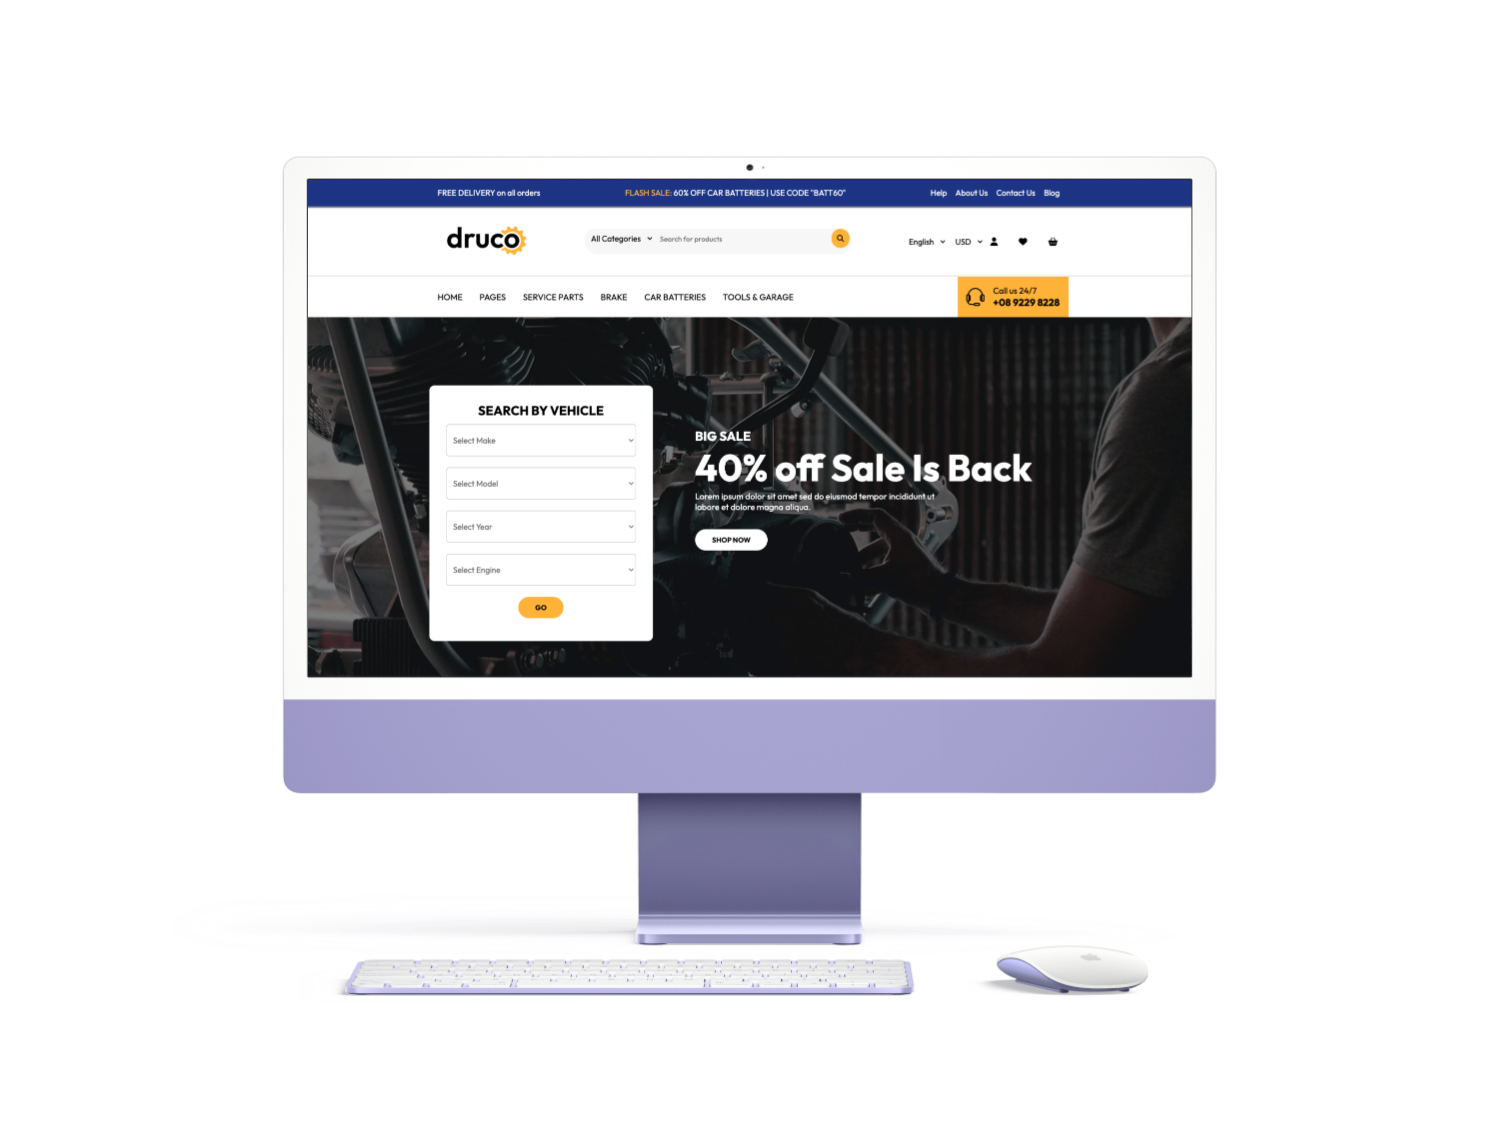 FREE DELIVERY on all orders
FLASH SALE: 60% OFF CAR BATTERIES | USE CODE "BATT60"
Help About Us Contact Us Blog
druco
All Categories Search for products
English USD
HOME PAGES SERVICE PARTS BRAKE CAR BATTERIES TOOLS & GARAGE
Call us 24/7
+08 9229 8228
SEARCH BY VEHICLE
Select Make
Select Model
Select Year
Select Engine
GO
BIG SALE
40% off Sale Is Back
Lorem ipsum dolor sit amet sed do eiusmod tempor incididunt ut
labore et dolore magna aliqua.
SHOP NOW